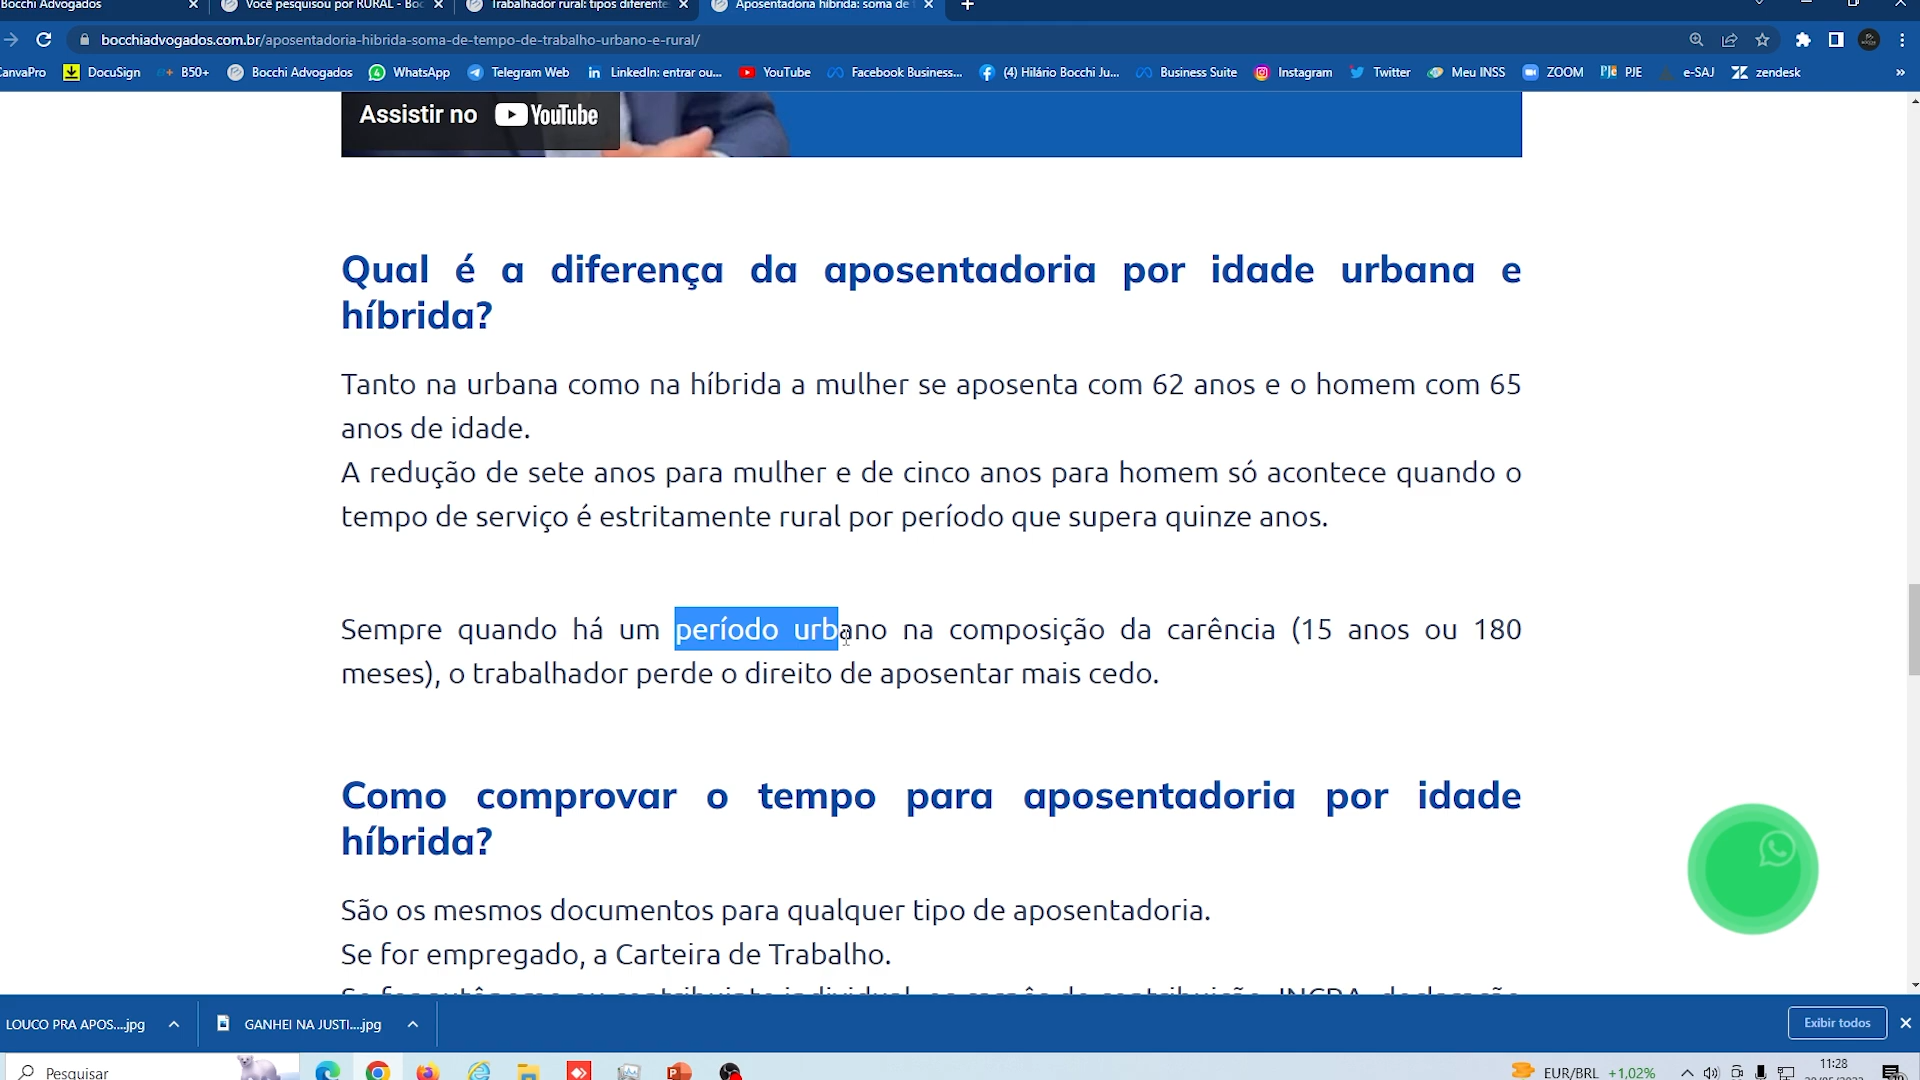 Bocchi Advogados
Você pesquisou por RURAL - Boc
Trabalhador rural: tipos diferente
Aposentadoria híbrida: soma de
bocchiadvogados.com.br/aposentadoria-hibrida-soma-de-tempo-de-trabalho-urbano-e-rural/
CanvaPro DocuSign B50+ Bocchi Advogados WhatsApp Telegram Web LinkedIn: entrar ou... YouTube Facebook Business... (4) Hilário Bocchi Ju... Business Suite Instagram Twitter Meu INSS ZOOM PJE e-SAJ zendesk »
Assistir no YouTube
Qual é a diferença da aposentadoria por idade urbana e
híbrida?
Tanto na urbana como na híbrida a mulher se aposenta com 62 anos e o homem com 65
anos de idade.
A redução de sete anos para mulher e de cinco anos para homem só acontece quando o
tempo de serviço é estritamente rural por período que supera quinze anos.
Sempre quando há um período urbano na composição da carência (15 anos ou 180
meses), o trabalhador perde o direito de aposentar mais cedo.
Como comprovar o tempo para aposentadoria por idade
híbrida?
São os mesmos documentos para qualquer tipo de aposentadoria.
Se for empregado, a Carteira de Trabalho.
LOUCO PRA APOS....jpg
GANHEI NA JUSTI....jpg
Exibir todos
Pesquisar
EUR/BRL +1,02%
11:28